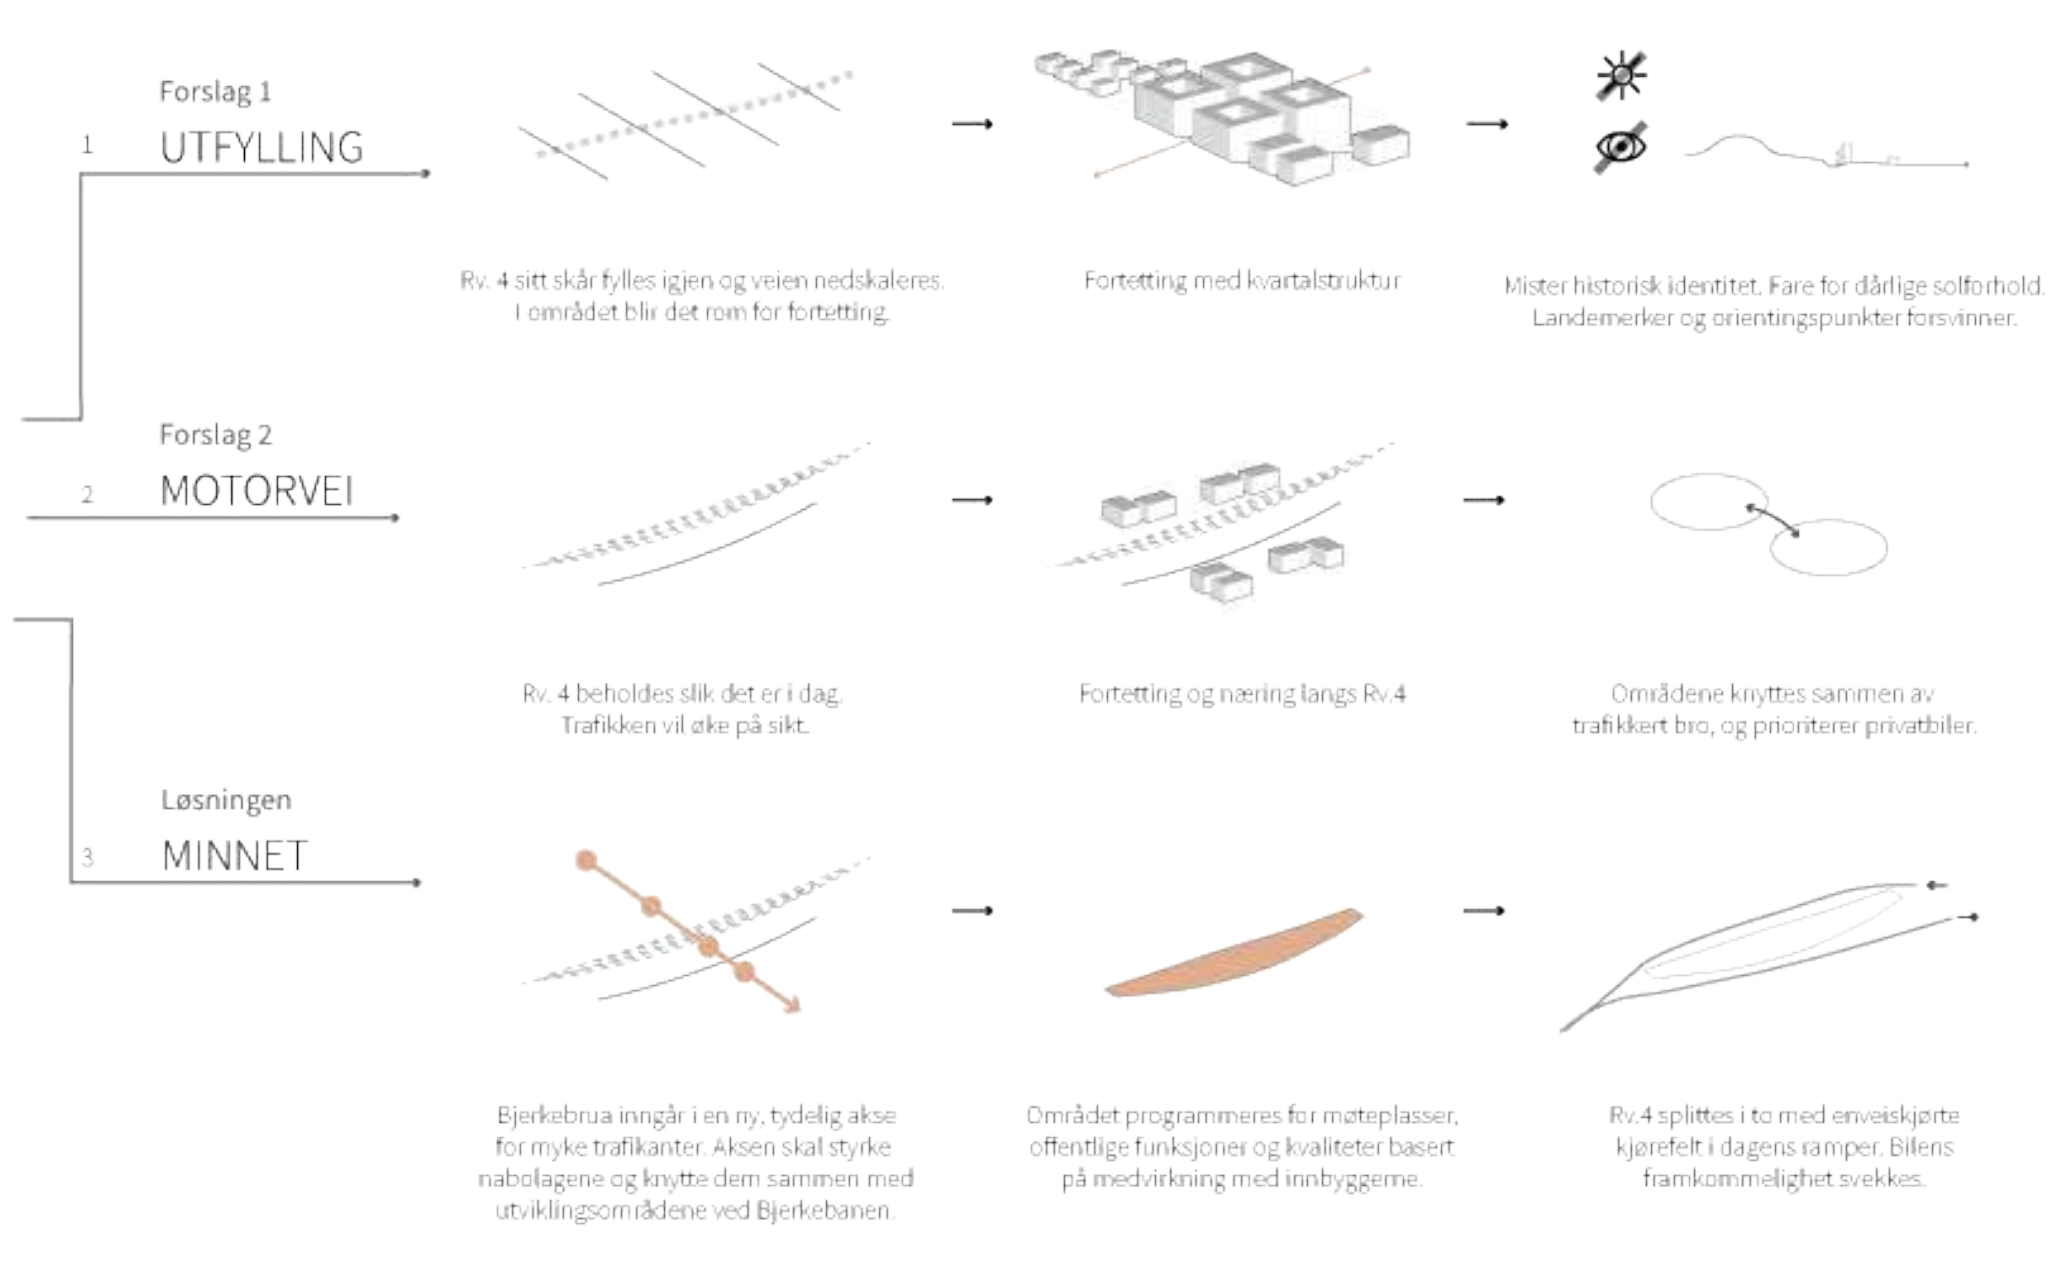 Forslag 1
1 UTFYLLING
Rv. 4 sitt skår fylles igjen og veien nedskaleres.
I området blir det rom for fortetting.
Fortetting med kvartalstruktur
Mister historisk identitet. Fare for dårlige solforhold.
Landemerker og orientingspunkter forsvinner.
Forslag 2
2 MOTORVEI
Rv. 4 beholdes slik det er i dag.
Trafikken vil øke på sikt.
Fortetting og næring langs Rv.4
Områdene knyttes sammen av
trafikkert bro, og prioriterer privatbiler.
Løsningen
3 MINNET
Bjerkebrua inngår i en ny, tydelig akse
for myke trafikanter. Aksen skal styrke
nabolagene og knytte dem sammen med
utviklingsområdene ved Bjerkebanen.
Området programmeres for møteplasser,
offentlige funksjoner og kvaliteter basert
på medvirkning med innbyggerne.
Rv.4 splittes i to med enveiskjørte
kjørefelt i dagens ramper. Bilens
framkommelighet svekkes.